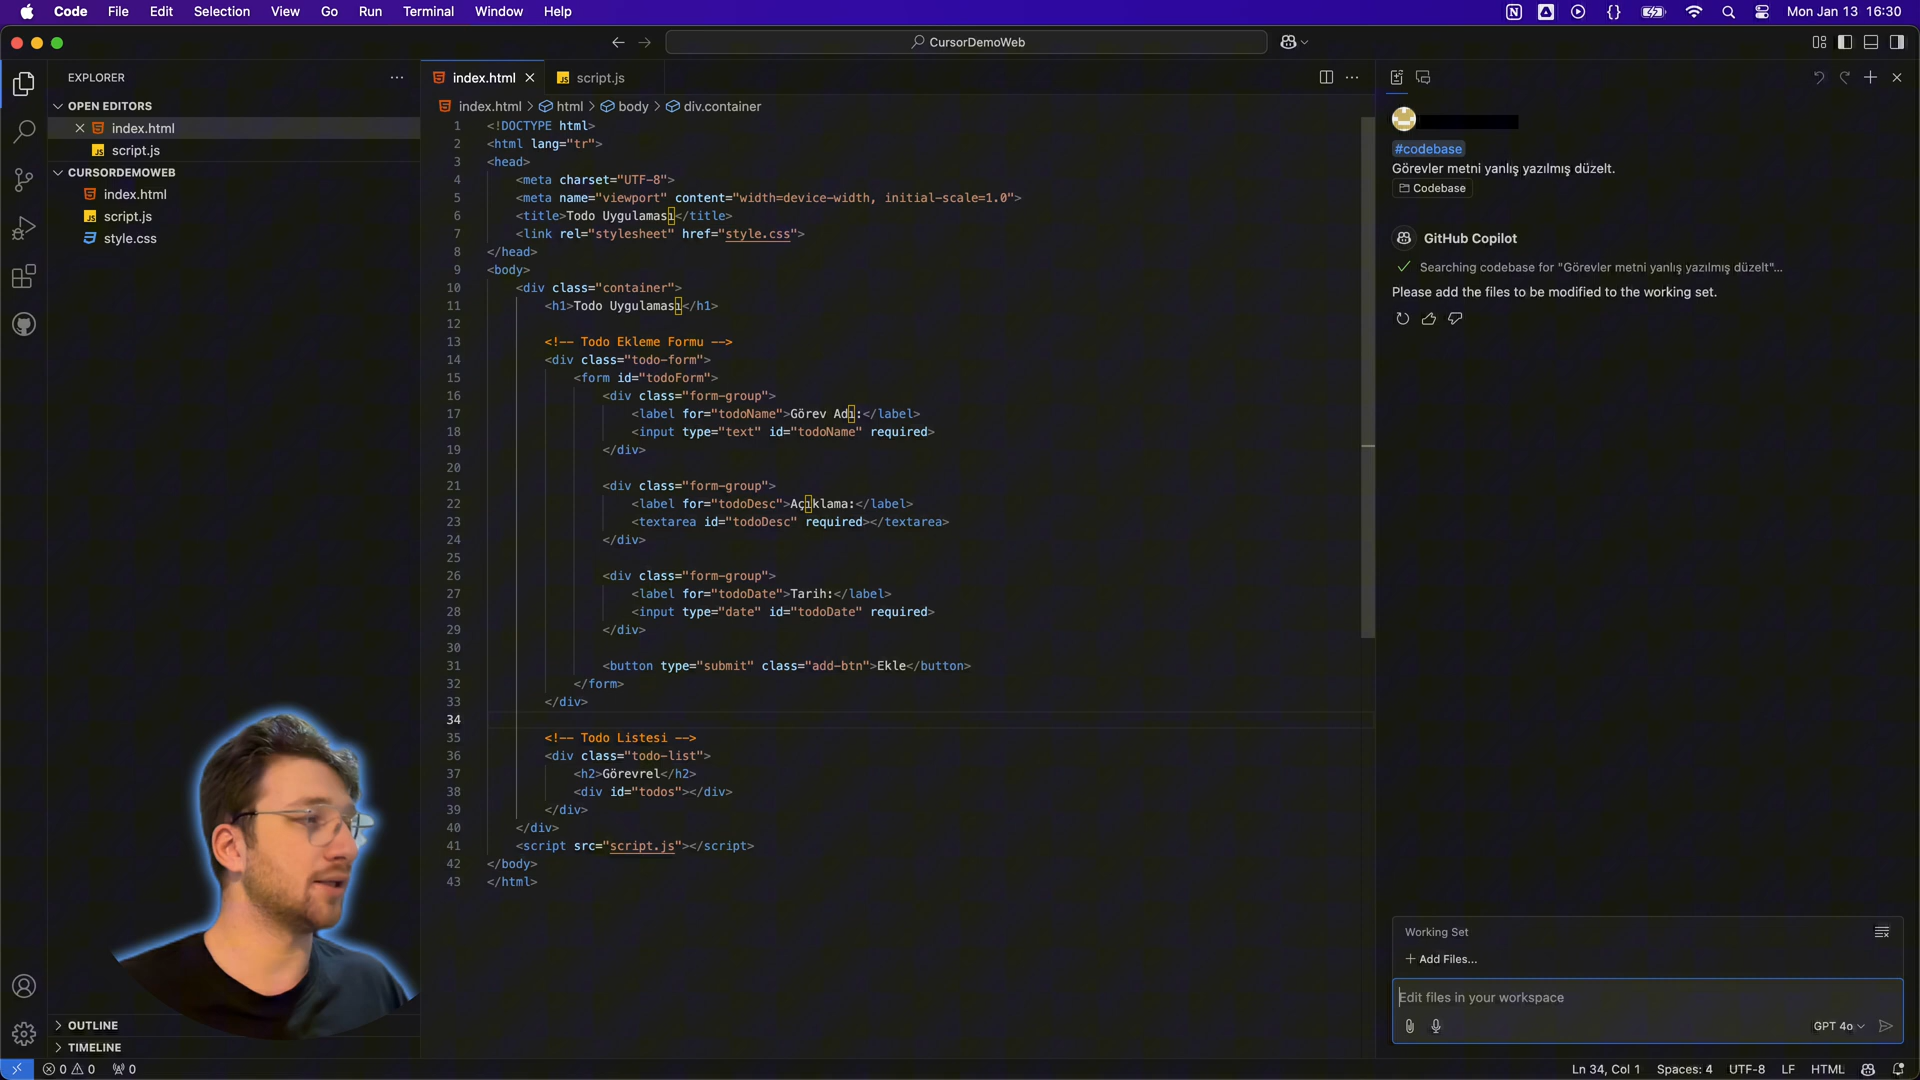 Code File Edit Selection View Go Run Terminal Window Help
Mon Jan 13 16:30
CursorDemoWeb
EXPLORER
OPEN EDITORS
index.html
script.js
CURSORDEMOWEB
index.html
script.js
style.css
OUTLINE
TIMELINE
index.html
script.js
index.html > html > body > div.container
1 <!DOCTYPE html>
2 <html lang="tr">
3 <head>
4 <meta charset="UTF-8">
5 <meta name="viewport" content="width=device-width, initial-scale=1.0">
6 <title>Todo Uygulaması</title>
7 <link rel="stylesheet" href="style.css">
8 </head>
9 <body>
10 <div class="container">
11 <h1>Todo Uygulaması</h1>
12
13 <!-- Todo Ekleme Formu -->
14 <div class="todo-form">
15 <form id="todoForm">
16 <div class="form-group">
17 <label for="todoName">Görev Adı:</label>
18 <input type="text" id="todoName" required>
19 </div>
20
21 <div class="form-group">
22 <label for="todoDesc">Açıklama:</label>
23 <textarea id="todoDesc" required></textarea>
24 </div>
25
26 <div class="form-group">
27 <label for="todoDate">Tarih:</label>
28 <input type="date" id="todoDate" required>
29 </div>
30
31 <button type="submit" class="add-btn">Ekle</button>
32 </form>
33 </div>
34
35 <!-- Todo Listesi -->
36 <div class="todo-list">
37 <h2>Görevrel</h2>
38 <div id="todos"></div>
39 </div>
40 </div>
41 <script src="script.js"></script>
42 </body>
43 </html>
#codebase
Görevler metni yanlış yazılmış düzelt.
Codebase
GitHub Copilot
Searching codebase for "Görevler metni yanlış yazılmış düzelt"...
Please add the files to be modified to the working set.
Working Set
+ Add Files...
Edit files in your workspace
GPT 4o
0 0 0
Ln 34, Col 1 Spaces: 4 UTF-8 LF HTML